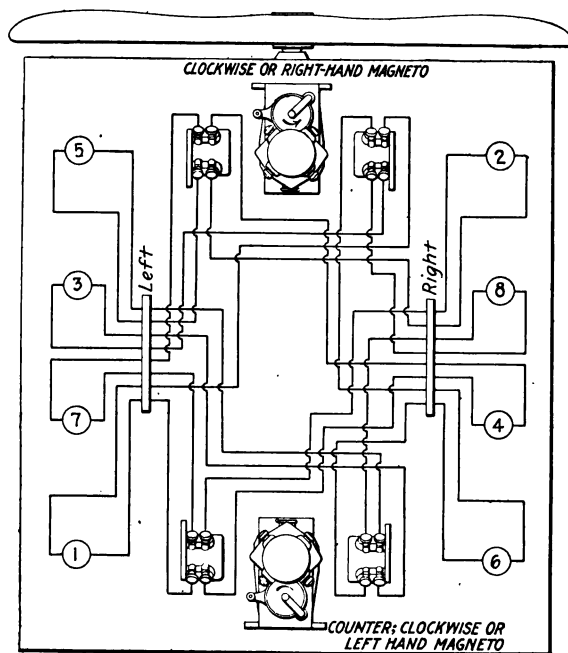 CLOCKWISE OR RIGHT-HAND MAGNETO
5
2
Left
Right
3
8
7
4
1
6
COUNTER; CLOCKWISE OR
LEFT HAND MAGNETO